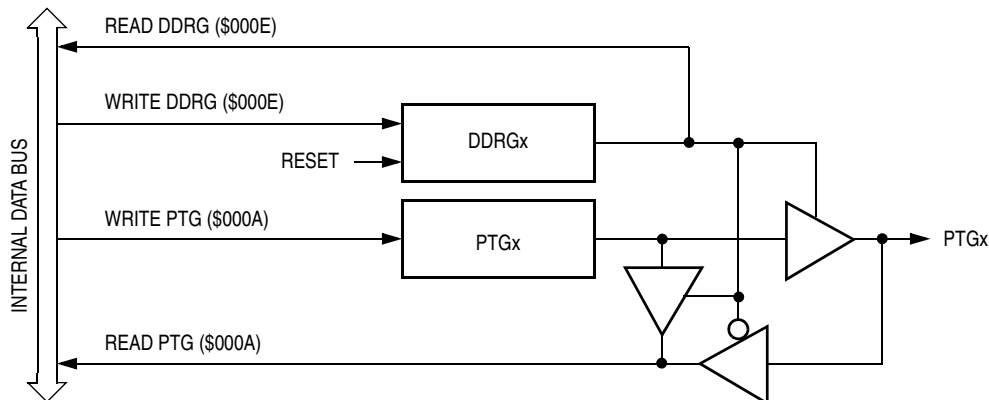 READ DDRG ($000E)
WRITE DDRG ($000E)
DDRGx
RESET
INTERNAL DATA BUS
WRITE PTG ($000A)
PTGx
PTGx
READ PTG ($000A)